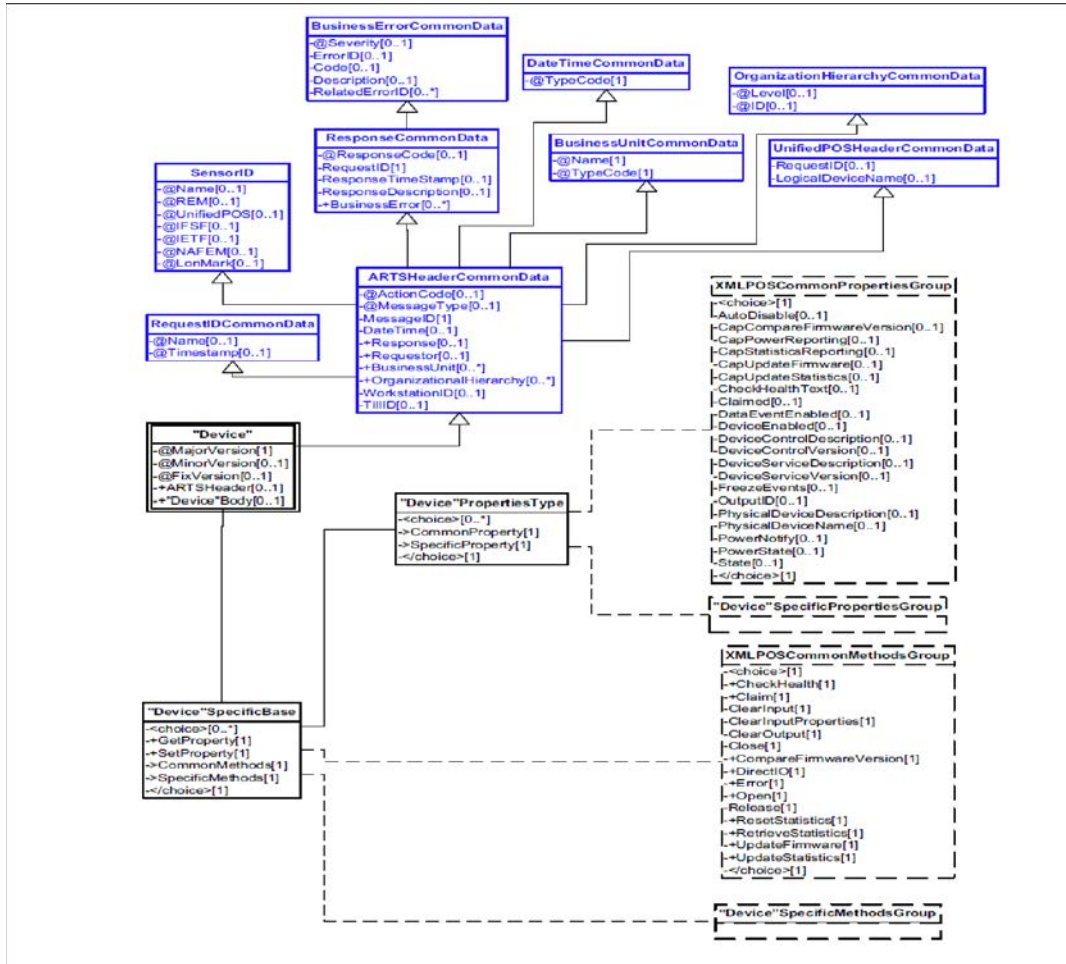 BusinessErrorCommonData
-@Severity[0..1]
-ErrorID[0..1]
-Code[0..1]
-Description[0..1]
-RelatedErrorID[0..*]
DateTimeCommonData
-@TypeCode[1]
OrganizationHierarchyCommonData
-@Level[0..1]
-@ID[0..1]
ResponseCommonData
-@ResponseCode[0..1]
-RequestID[1]
-ResponseTimeStamp[0..1]
-ResponseDescription[0..1]
-+BusinessError[0..*]
BusinessUnitCommonData
-@Name[1]
-@TypeCode[1]
UnifiedPOSHeaderCommonData
-RequestID[0..1]
-LogicalDeviceName[0..1]
SensorID
-@Name[0..1]
-@REM[0..1]
-@UnifiedPOS[0..1]
-@IFSF[0..1]
-@IETF[0..1]
-@NAFEM[0..1]
-@LonMark[0..1]
ARTSHeaderCommonData
-@ActionCode[0..1]
-@MessageType[0..1]
-MessageID[1]
-DateTime[0..1]
-+Response[0..1]
-+Requestor[0..1]
-+BusinessUnit[0..*]
-+OrganizationalHierarchy[0..*]
-WorkstationID[0..1]
-TillID[0..1]
RequestIDCommonData
-@Name[0..1]
-@Timestamp[0..1]
XMLPOSCommonPropertiesGroup
-<choice>[1]
-AutoDisable[0..1]
-CapCompareFirmwareVersion[0..1]
-CapPowerReporting[0..1]
-CapStatisticsReporting[0..1]
-CapUpdateFirmware[0..1]
-CapUpdateStatistics[0..1]
-CheckHealthText[0..1]
-Claimed[0..1]
-DataEventEnabled[0..1]
-DeviceEnabled[0..1]
-DeviceControlDescription[0..1]
-DeviceControlVersion[0..1]
-DeviceServiceDescription[0..1]
-DeviceServiceVersion[0..1]
-FreezeEvents[0..1]
-OutputID[0..1]
-PhysicalDeviceDescription[0..1]
-PhysicalDeviceName[0..1]
-PowerNotify[0..1]
-PowerState[0..1]
-State[0..1]
-</choice>[1]
"Device"
-@MajorVersion[1]
-@MinorVersion[0..1]
-@FixVersion[0..1]
-+ARTSHeader[0..1]
-+"Device"Body[0..1]
"Device"PropertiesType
-<choice>[0..*]
->CommonProperty[1]
->SpecificProperty[1]
-</choice>[1]
"Device"SpecificPropertiesGroup
XMLPOSCommonMethodsGroup
-<choice>[1]
-+CheckHealth[1]
-+Claim[1]
-ClearInput[1]
-ClearInputProperties[1]
-ClearOutput[1]
-Close[1]
-+CompareFirmwareVersion[1]
-+DirectIO[1]
-+Error[1]
-+Open[1]
-Release[1]
-+ResetStatistics[1]
-+RetrieveStatistics[1]
-+UpdateFirmware[1]
-+UpdateStatistics[1]
-</choice>[1]
"Device"SpecificBase
-<choice>[0..*]
-+GetProperty[1]
-+SetProperty[1]
->CommonMethods[1]
->SpecificMethods[1]
-</choice>[1]
"Device"SpecificMethodsGroup